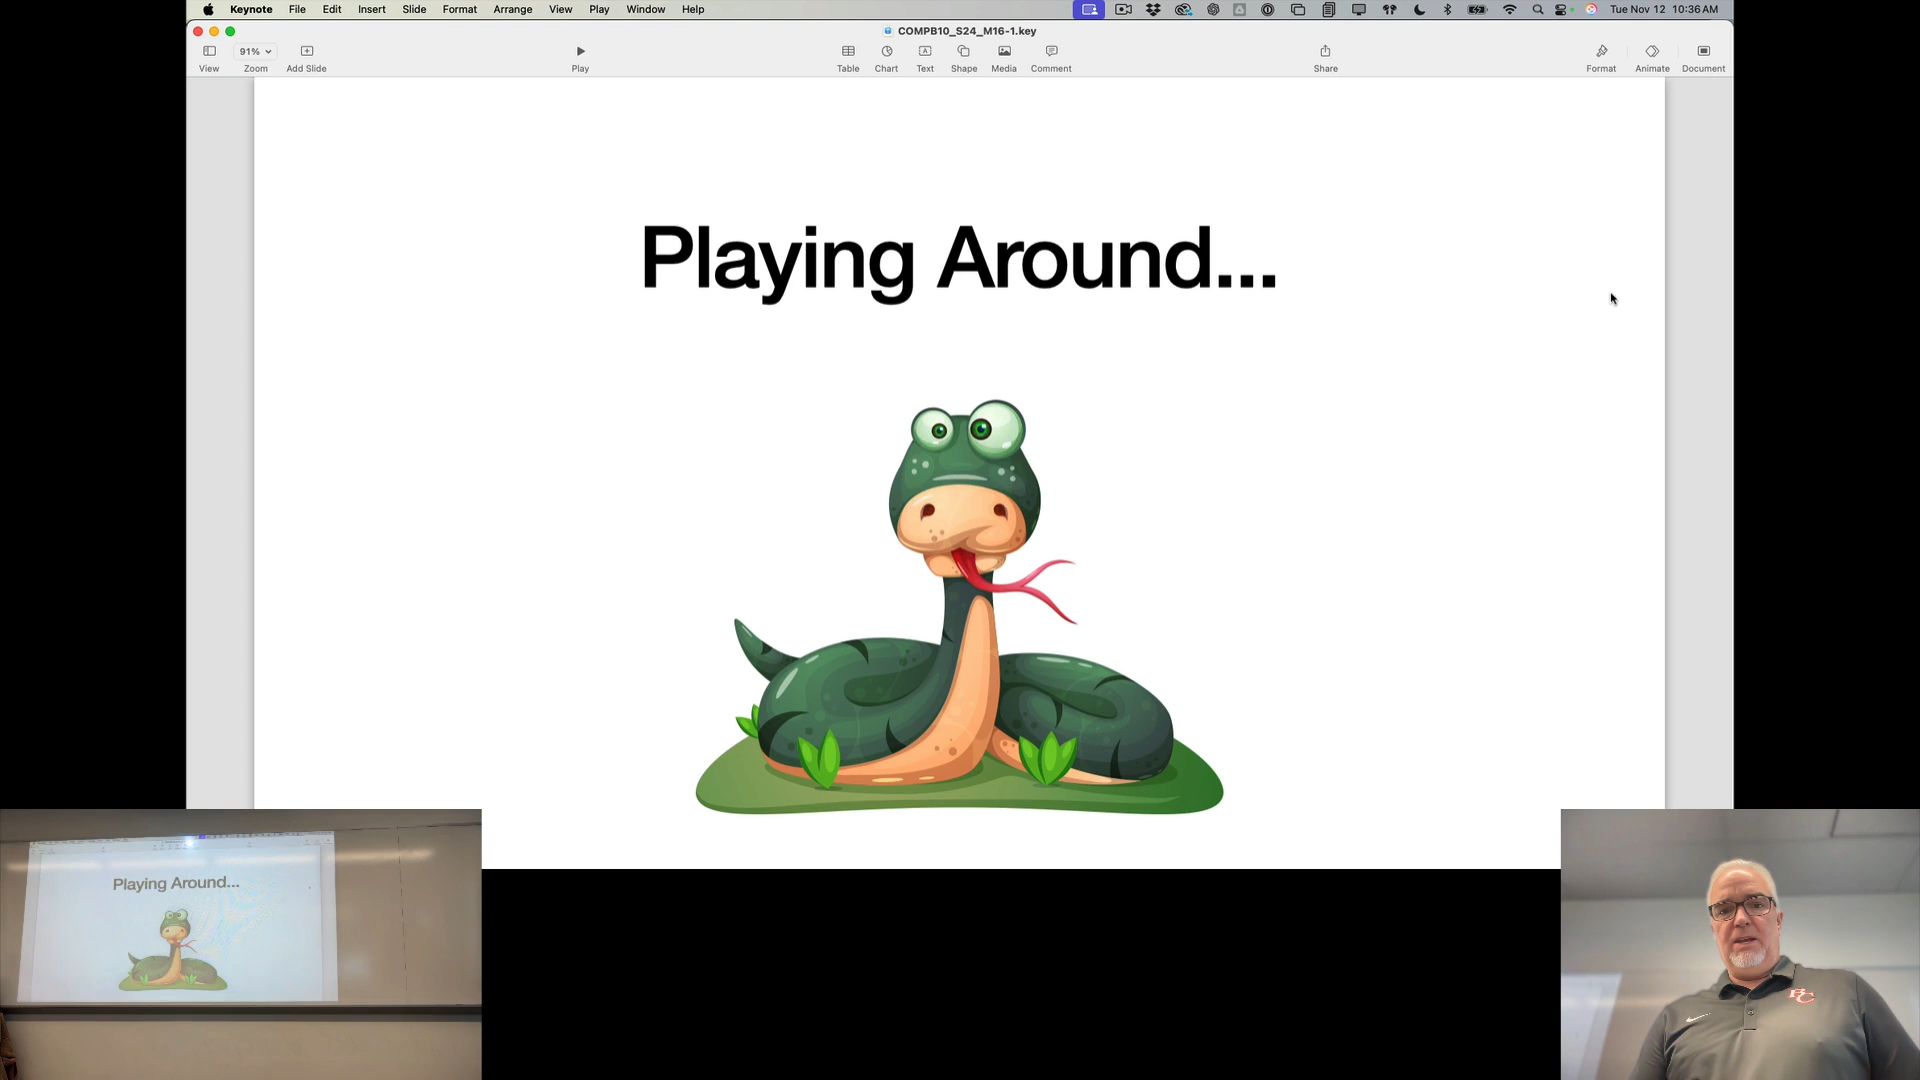 Keynote File Edit Insert Slide Format Arrange View Play Window Help Tue Nov 12 10:36 AM
COMPB10_S24_M16-1.key
91%
View Zoom Add Slide Play Table Chart Text Shape Media Comment Share Format Animate Document
Playing Around...
Playing Around...
BC